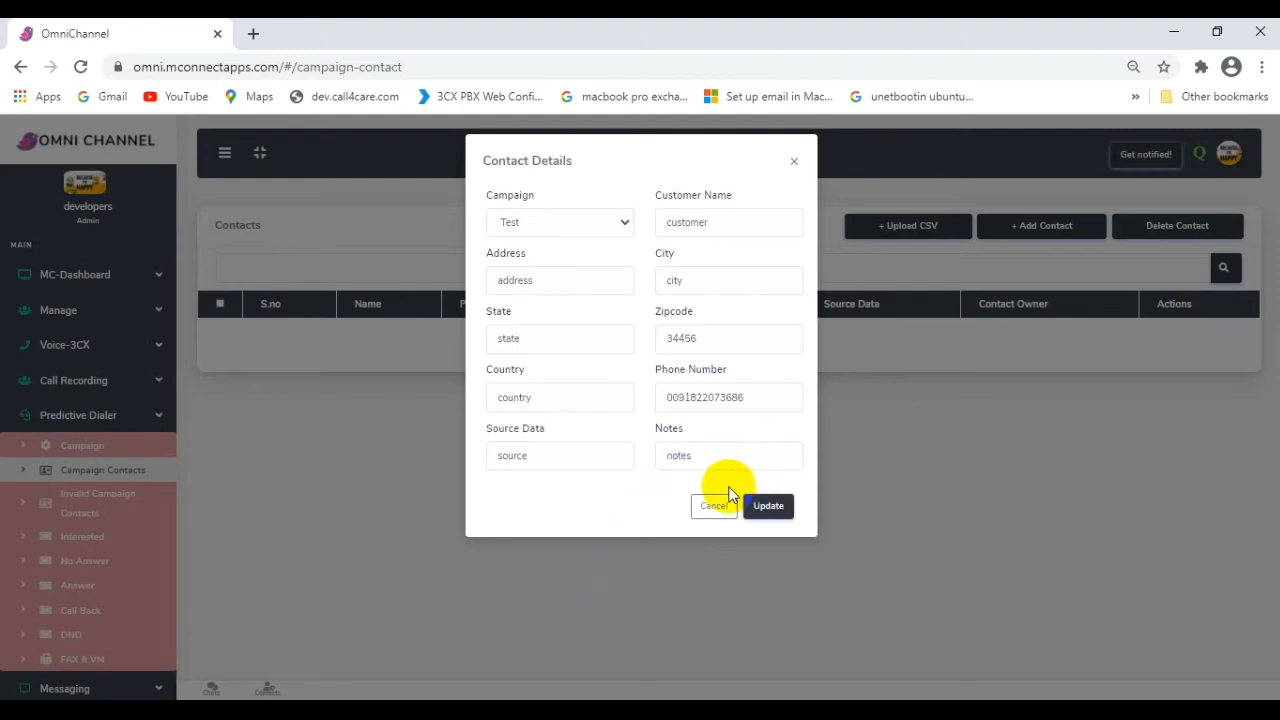 OmniChannel
omni.mconnectapps.com/#/campaign-contact
Apps Gmail YouTube Maps dev.call4care.com 3CX PBX Web Confi... macbook pro excha... Set up email in Mac... unetbootin ubuntu... » Other bookmarks
OMNI CHANNEL
developers
Admin
MAIN
MC-Dashboard
Manage
Voice-3CX
Call Recording
Predictive Dialer
Campaign
Campaign Contacts
Invalid Campaign
Contacts
Interested
No Answer
Answer
Call Back
DND
FAX & VM
Messaging
Get notified! Q
Contacts
+ Upload CSV + Add Contact Delete Contact
S.no Name P Source Data Contact Owner Actions
Contact Details ×
Campaign Customer Name
Test customer
Address City
address city
State Zipcode
state 34456
Country Phone Number
country 0091822073686
Source Data Notes
source notes
Cancel Update
Chats Contacts